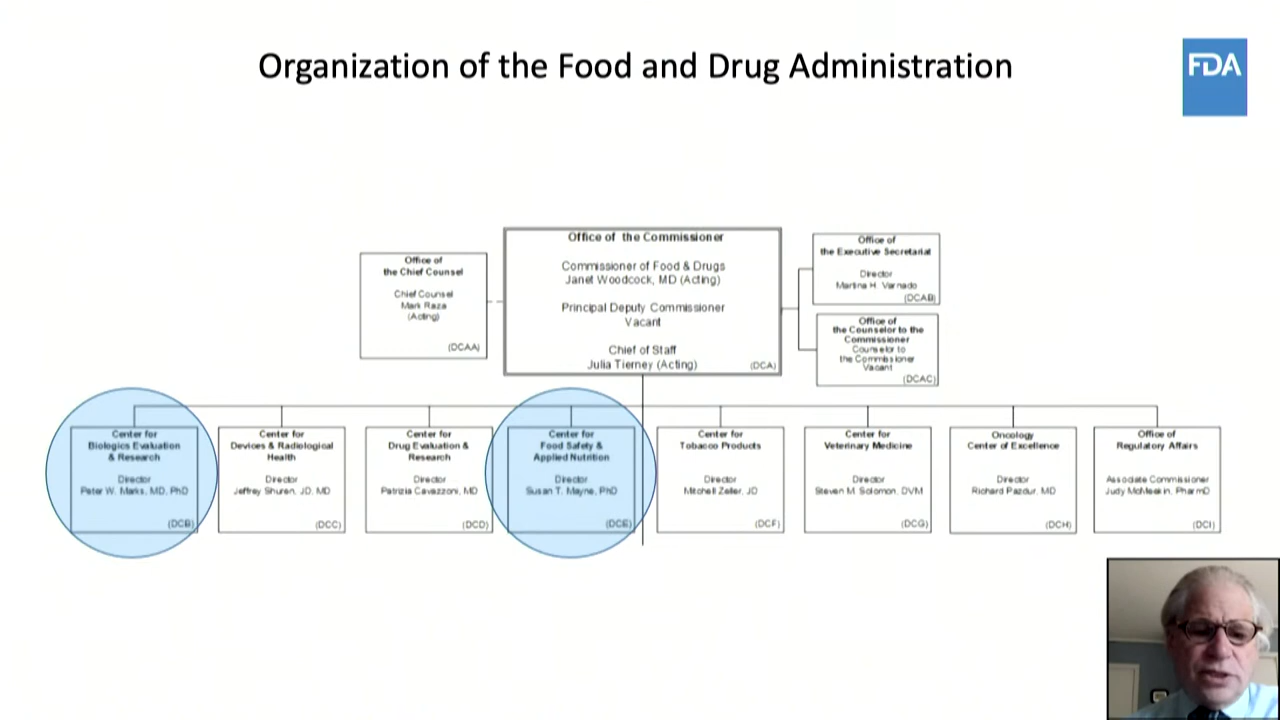 Organization of the Food and Drug Administration
FDA
Office of the Commissioner
Commissioner of Food & Drugs
Janet Woodcock, MD (Acting)
Principal Deputy Commissioner
Vacant
Chief of Staff
Julia Tierney (Acting)
(DCA)
Office of
the Chief Counsel
Chief Counsel
Mark Raza
(Acting)
(DCAA)
Office of
the Executive Secretariat
Director
Martina H. Varnado
(DCAB)
Office of
the Counselor to the
Commissioner
Counselor to
the Commissioner
Vacant
(DCAC)
Center for
Biologics Evaluation
& Research
Director
Peter W. Marks, MD, PhD
(DCB)
Center for
Devices & Radiological
Health
Director
Jeffrey Shuren, JD, MD
(DCC)
Center for
Drug Evaluation &
Research
Director
Patrizia Cavazzoni, MD
(DCD)
Center for
Food Safety &
Applied Nutrition
Director
Susan T. Mayne, PhD
(DCE)
Center for
Tobacco Products
Director
Mitchell Zeller, JD
(DCF)
Center for
Veterinary Medicine
Director
Steven M. Solomon, DVM
(DCG)
Oncology
Center of Excellence
Director
Richard Pazdur, MD
(DCH)
Office of
Regulatory Affairs
Associate Commissioner
Judy McMeekin, PharmD
(DCI)